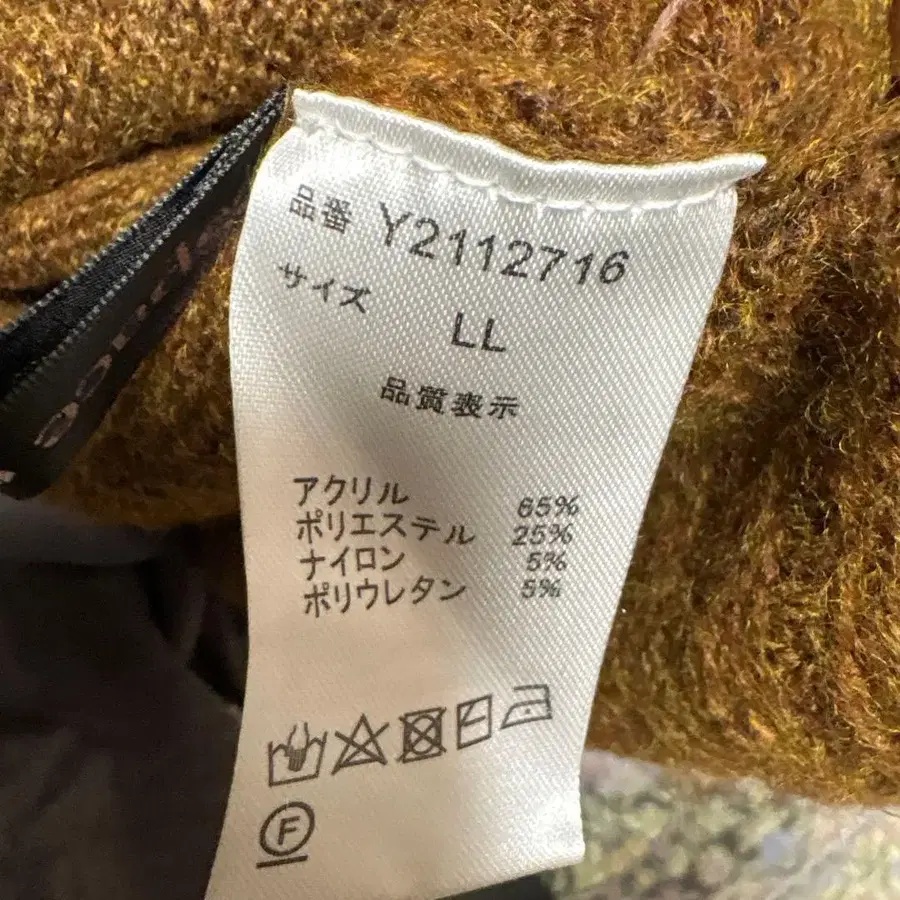 品番 Y2112716
サイズ LL
品質表示
アクリル 65%
ポリエステル 25%
ナイロン 5%
ポリウレタン 5%
F